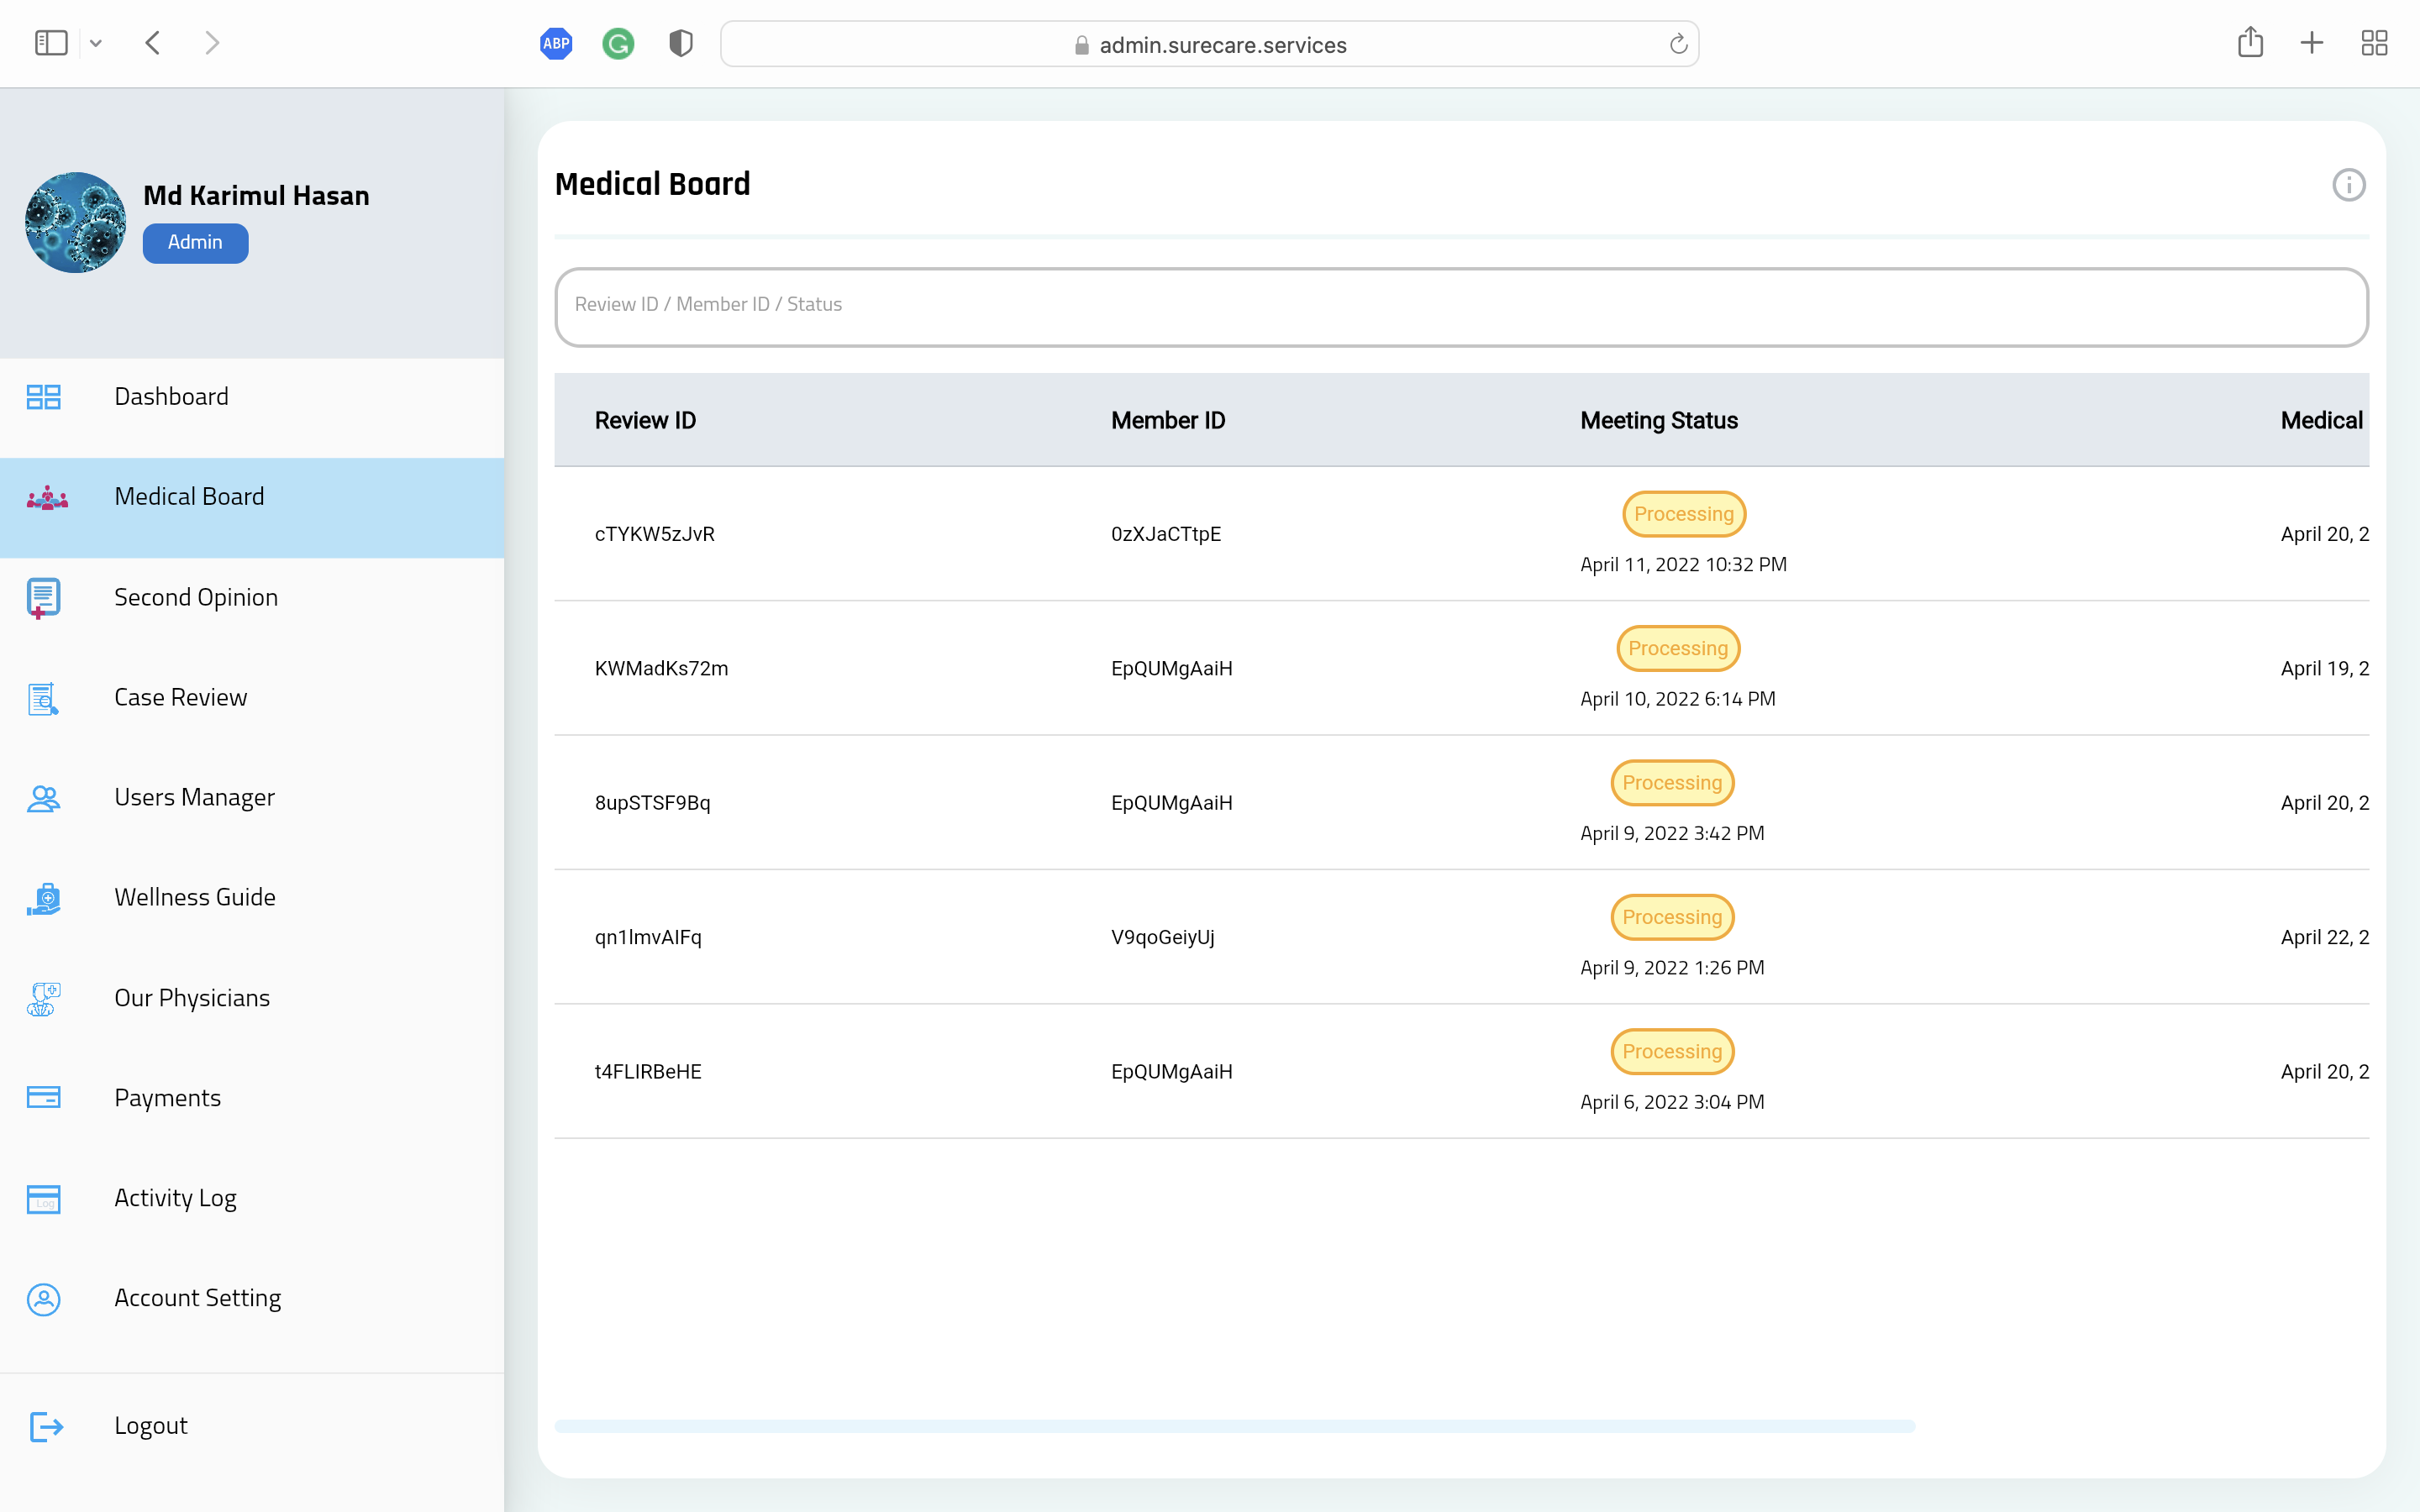 ABP
admin.surecare.services
Md Karimul Hasan
Admin
Dashboard
Medical Board
Second Opinion
Case Review
Users Manager
Wellness Guide
Our Physicians
Payments
Log
Activity Log
Account Setting
Logout
Medical Board
Review ID / Member ID / Status
Review ID Member ID Meeting Status Medical
Processing
cTYKW5zJvR 0zXJaCTtpE April 20, 2
April 11, 2022 10:32 PM
Processing
KWMadKs72m EpQUMgAaiH April 19, 2
April 10, 2022 6:14 PM
Processing
8upSTSF9Bq EpQUMgAaiH April 20, 2
April 9, 2022 3:42 PM
Processing
V9qoGeiyUj April 22, 2
April 9, 2022 1:26 PM
Processing
EpQUMgAaiH April 20, 2
April 6, 2022 3:04 PM